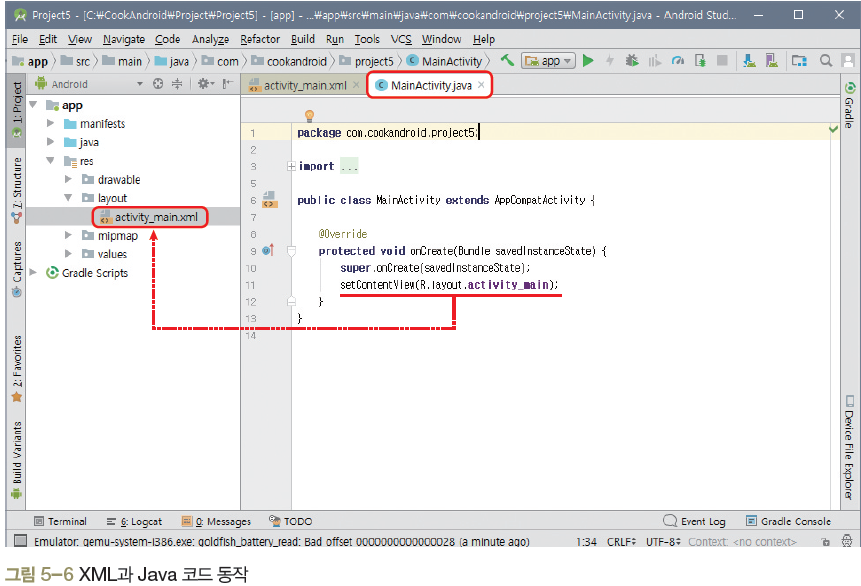 Project5 - [C:₩CookAndroid₩Project₩Project5] - [app] - ...₩app₩src₩main₩java₩com₩cookandroid₩project5₩MainActivity.java - Android Stud...
File Edit View Navigate Code Analyze Refactor Build Run Tools VCS Window Help
app src main java com cookandroid project5 MainActivity app
1: Project
Android
activity_main.xml
MainActivity.java
Gradle
app
manifests
java
res
drawable
layout
activity_main.xml
mipmap
values
Gradle Scripts
Z: Structure
Captures
2: Favorites
Build Variants
1 package com.cookandroid.project5;
2
3 import ...
5
6 public class MainActivity extends AppCompatActivity {
7
8 @Override
9 protected void onCreate(Bundle savedInstanceState) {
10 super.onCreate(savedInstanceState);
11 setContentView(R.layout.activity_main);
12 }
13 }
14
Device File Explorer
Terminal 6: Logcat 0: Messages TODO Event Log Gradle Console
Emulator: qemu-system-i386.exe: goldfish_battery_read: Bad offset 0000000000000028 (a minute ago) 1:34 CRLF UTF-8 Context: <no context>
그림 5-6 XML과 Java 코드 동작